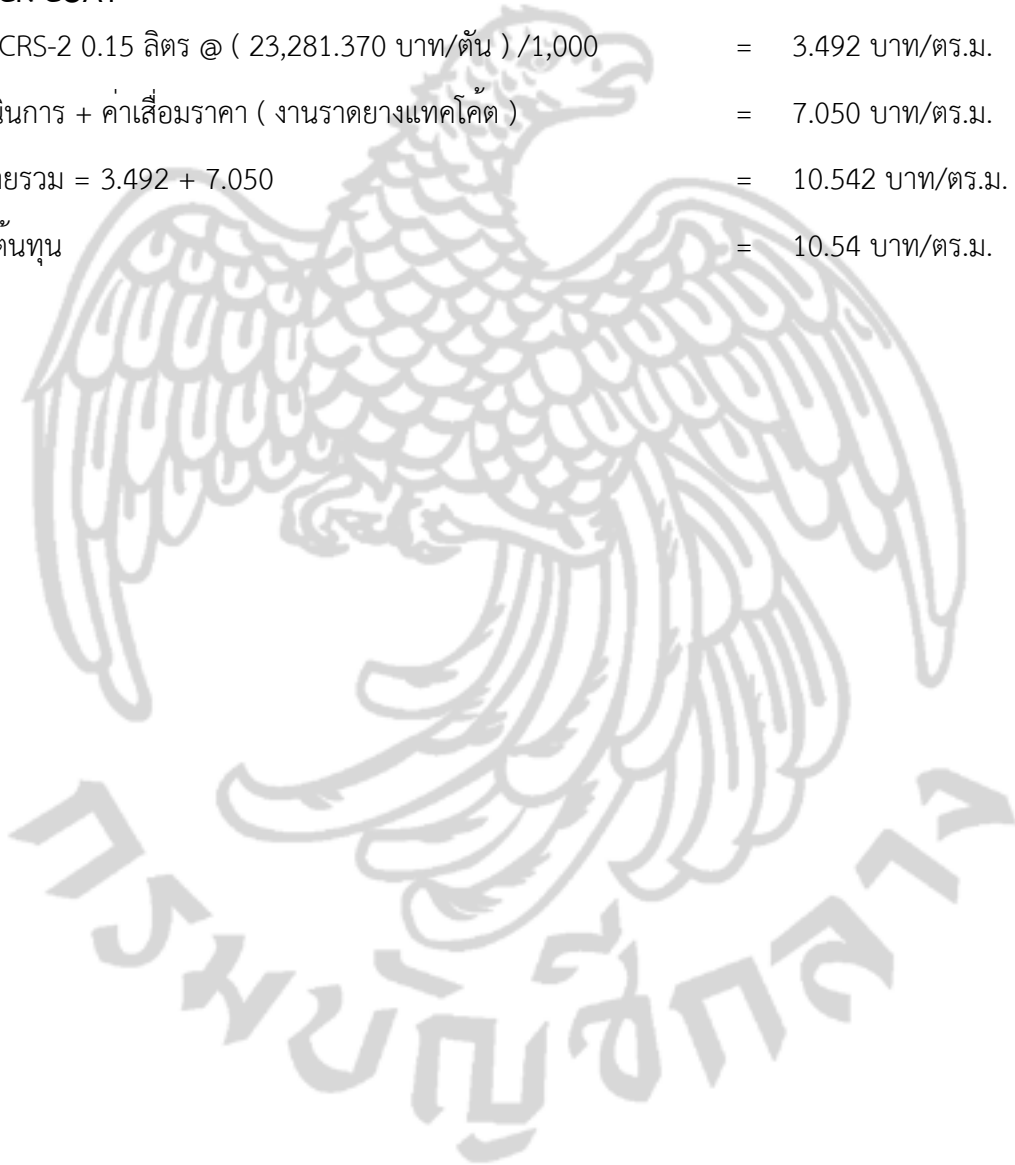 CRS-2 0.15 ลิตร @ ( 23,281.370 บาท/ตัน ) /1,000 = 3.492 บาท/ตร.ม.
นินการ + ค่าเสื่อมราคา ( งานราดยางแทคโค้ต ) = 7.050 บาท/ตร.ม.
ยรวม = 3.492 + 7.050 = 10.542 บาท/ตร.ม.
ต้นทุน = 10.54 บาท/ตร.ม.
กรมบัญชีกลาง